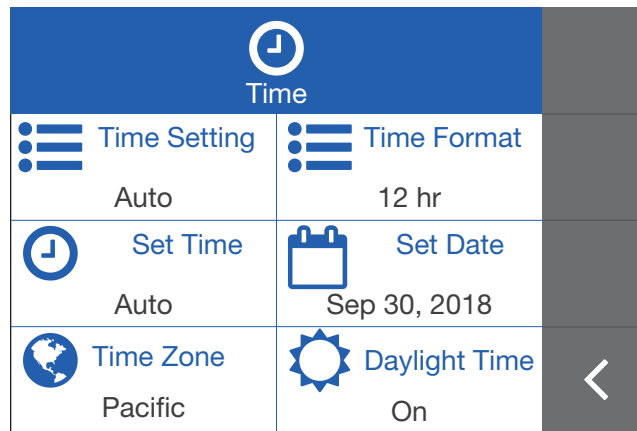 Time
Time Setting
Auto
Time Format
12 hr
Set Time
Auto
Set Date
Sep 30, 2018
Time Zone
Pacific
Daylight Time
On